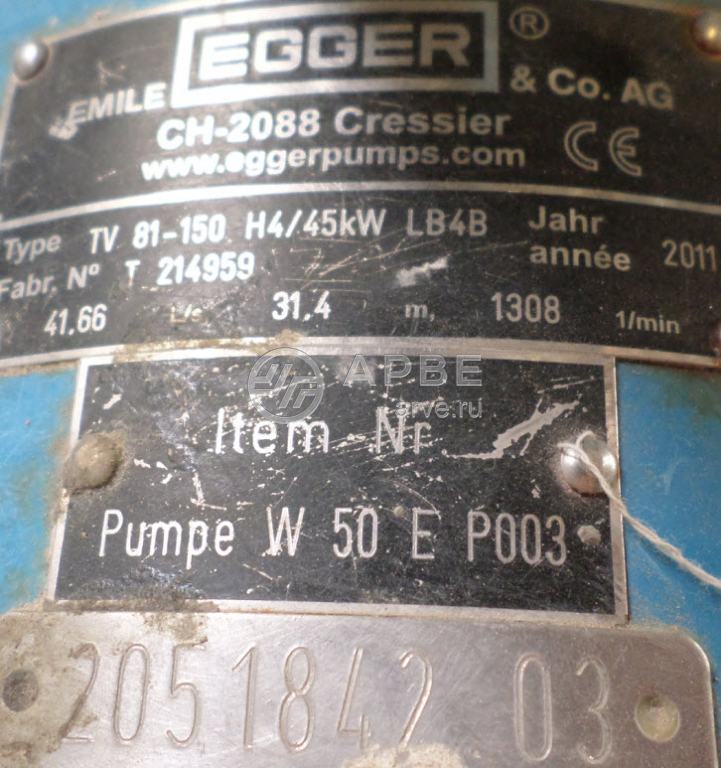 EGGER ®
EMILE & Co. AG
CH-2088 Cressier
www.eggerpumps.com CE
Type TV 81-150 H4/45kW LB4B Jahr
année 2011
Fabr. N° T 214959
41.66 L/s 31.4 m, 1308 1/min
АРВЕ
arve.ru
Item Nr.
Pumpe W 50 E P003
2051842 03